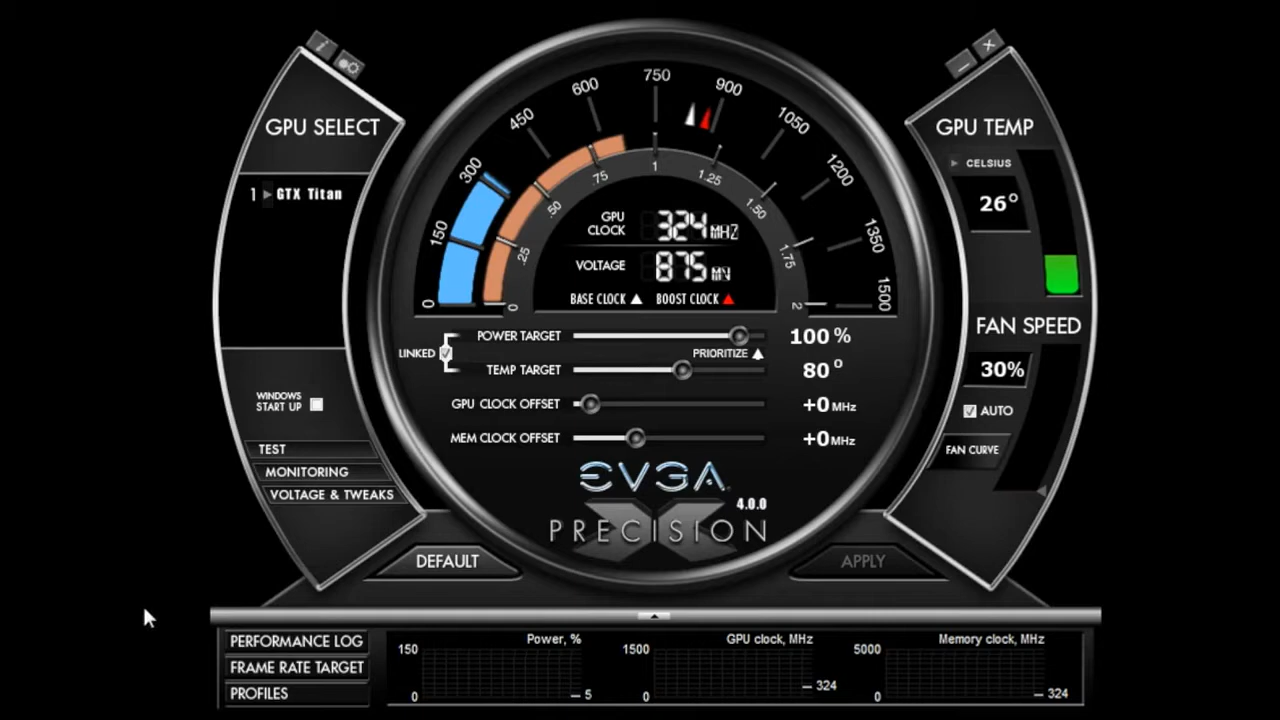 GPU SELECT
1 GTX Titan
WINDOWS
START UP
TEST
MONITORING
VOLTAGE & TWEAKS
0
150
300
450
600
750
900
1050
1200
1350
1500
0
.25
.50
.75
1
1.25
1.50
1.75
2
GPU
CLOCK 324 MHZ
VOLTAGE 875 MV
BASE CLOCK BOOST CLOCK
LINKED
POWER TARGET 100 %
PRIORITIZE
TEMP TARGET 80 °
GPU CLOCK OFFSET +0 MHz
MEM CLOCK OFFSET +0 MHz
EVGA
4.0.0
PRECISION X
DEFAULT
APPLY
GPU TEMP
CELSIUS
26°
FAN SPEED
30%
AUTO
FAN CURVE
PERFORMANCE LOG
FRAME RATE TARGET
PROFILES
Power, %
150
0
5
GPU clock, MHz
1500
0
324
Memory clock, MHz
5000
0
324